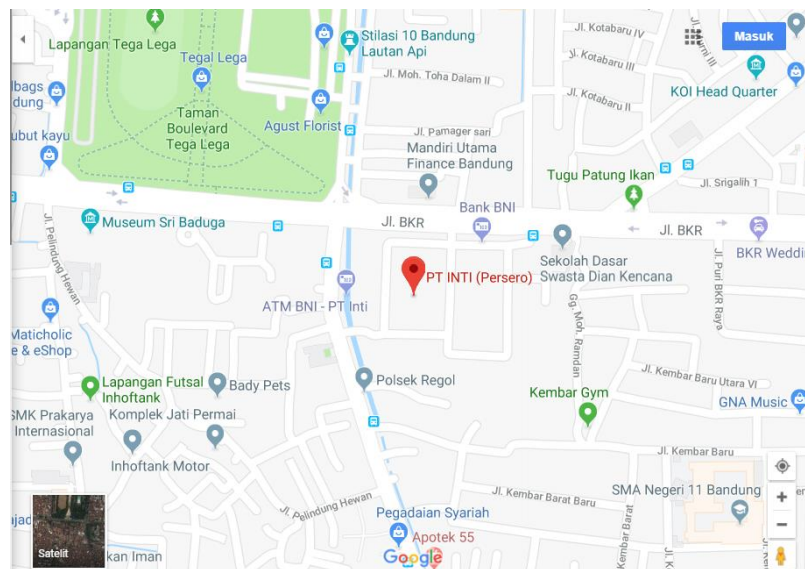 Lapangan Tega Lega
Tegal Lega
Stilasi 10 Bandung
Lautan Api
Jl. Kotabaru IV
Masuk
Jl. Moh. Toha Dalam II
Jl. Kotabaru II
KOI Head Quarter
Taman
Boulevard
Tega Lega
Agust Florist
ubut kayu
Jl. Pamager sari
Mandiri Utama
Finance Bandung
Tugu Patung Ikan
Jl. Srigalih 1
Museum Sri Baduga
Jl. BKR
Bank BNI
Jl. BKR
BKR Weddi
Jl. Pelindung Hewan
PT INTI (Persero)
Sekolah Dasar
Swasta Dian Kencana
Jl. Puri BKR Raya
ATM BNI - PT Inti
Gg. Moh. Ramdan
Maticholic
e & eShop
Lapangan Futsal
Inhoftank
Bady Pets
Polsek Regol
Jl. Kembar Baru Utara VI
Kembar Gym
GNA Music
SMK Prakarya
Internasional
Komplek Jati Permai
Inhoftank Motor
Jl. Kembar Baru
Jl. Pelindung Hewan
Jl. Kembar Barat Baru
Jl. Kembar Barat
SMA Negeri 11 Bandung
Pegadaian Syariah
Apotek 55
Satelit
kan Iman
Google